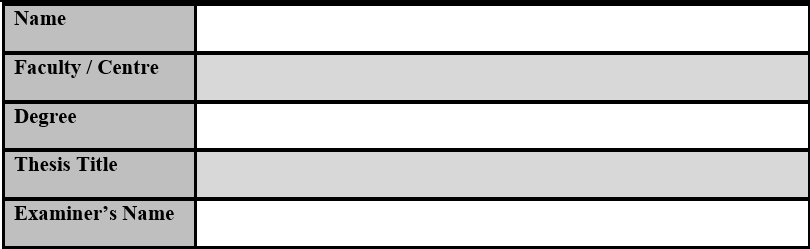 Name
Faculty / Centre
Degree
Thesis Title
Examiner’s Name